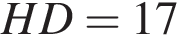 HD = 17